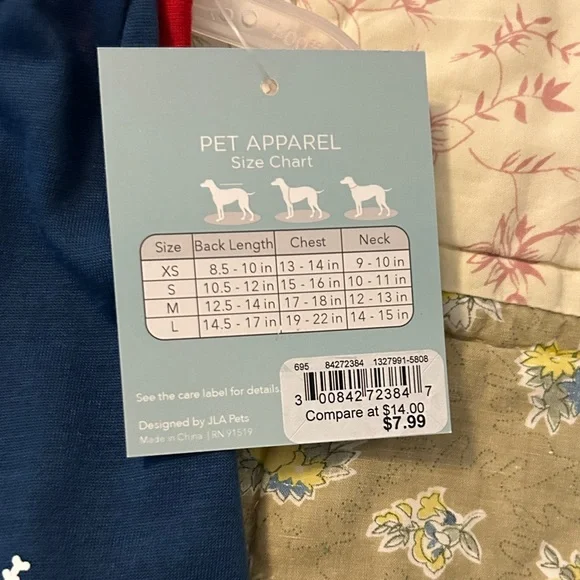 PET APPAREL
Size Chart
Size Back Length Chest Neck
XS 8.5 - 10 in 13 - 14 in 9 - 10 in
S 10.5 - 12 in 15 - 16 in 10 - 11 in
M 12.5 - 14 in 17 - 18 in 12 - 13 in
L 14.5 - 17 in 19 - 22 in 14 - 15 in
See the care label for details
Designed by JLA Pets
Made in China | RN 91519
695 84272384 1327991-5808
3 00842 72384 7
Compare at $14.00
$7.99